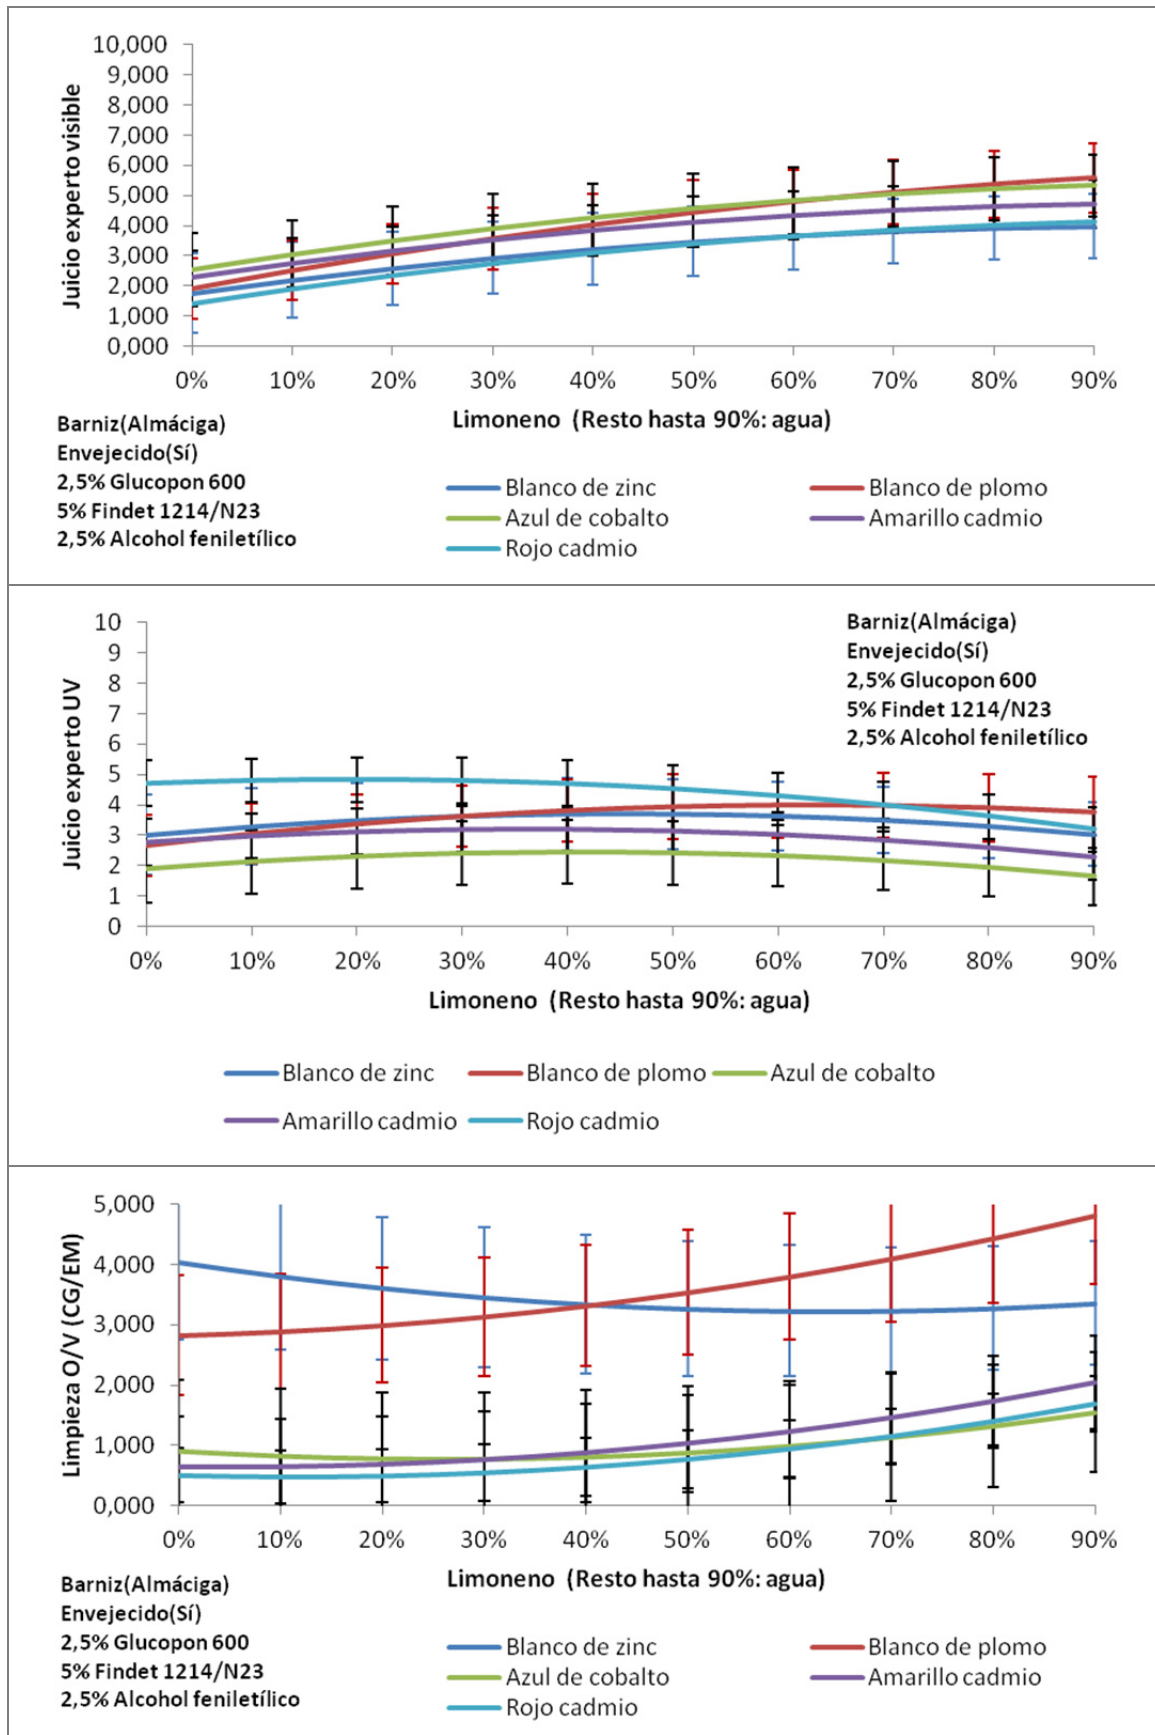 10,000
9,000
8,000
7,000
6,000
5,000
4,000
3,000
2,000
1,000
0,000
Juicio experto visible
0% 10% 20% 30% 40% 50% 60% 70% 80% 90%
Limoneno (Resto hasta 90%: agua)
Barniz(Almáciga)
Envejecido(Sí)
2,5% Glucopon 600
5% Findet 1214/N23
2,5% Alcohol feniletílico
Blanco de zinc Blanco de plomo
Azul de cobalto Amarillo cadmio
Rojo cadmio
10
9
8
7
6
5
4
3
2
1
0
Juicio experto UV
Barniz(Almáciga)
Envejecido(Sí)
2,5% Glucopon 600
5% Findet 1214/N23
2,5% Alcohol feniletílico
0% 10% 20% 30% 40% 50% 60% 70% 80% 90%
Limoneno (Resto hasta 90%: agua)
Blanco de zinc Blanco de plomo Azul de cobalto
Amarillo cadmio Rojo cadmio
5,000
4,000
3,000
2,000
1,000
0,000
Limpieza O/V (CG/EM)
0% 10% 20% 30% 40% 50% 60% 70% 80% 90%
Limoneno (Resto hasta 90%: agua)
Barniz(Almáciga)
Envejecido(Sí)
2,5% Glucopon 600
5% Findet 1214/N23
2,5% Alcohol feniletílico
Blanco de zinc Blanco de plomo
Azul de cobalto Amarillo cadmio
Rojo cadmio